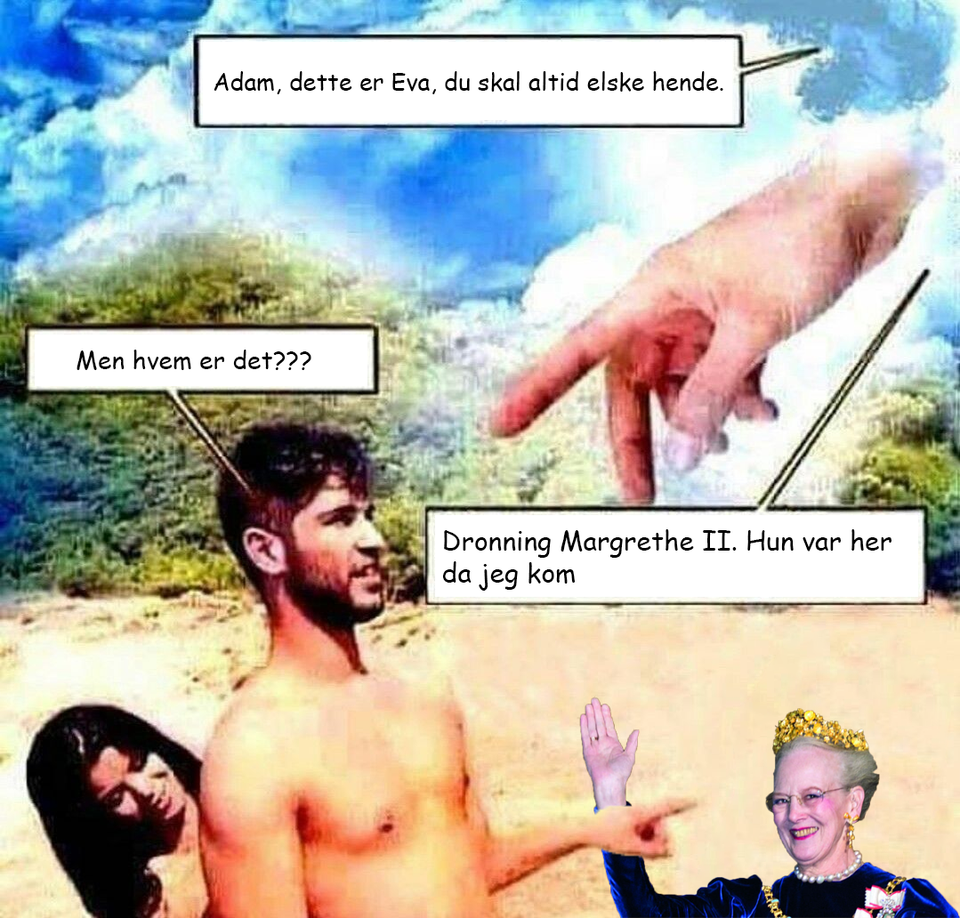 Adam, dette er Eva, du skal altid elske hende.
Men hvem er det???
Dronning Margrethe II. Hun var her
da jeg kom